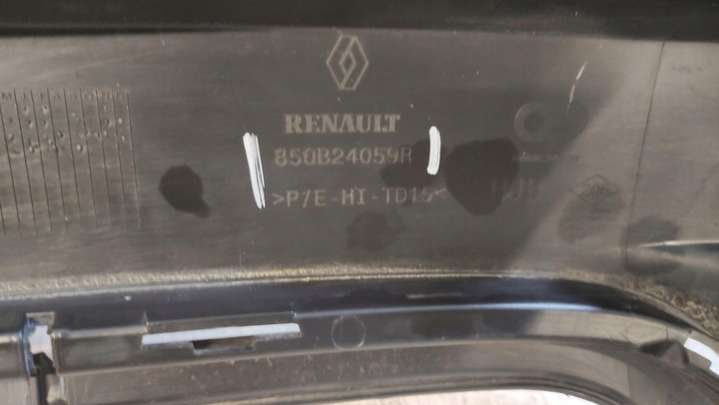 RENAULT
850B24059R
>P/E-HI-TD15<